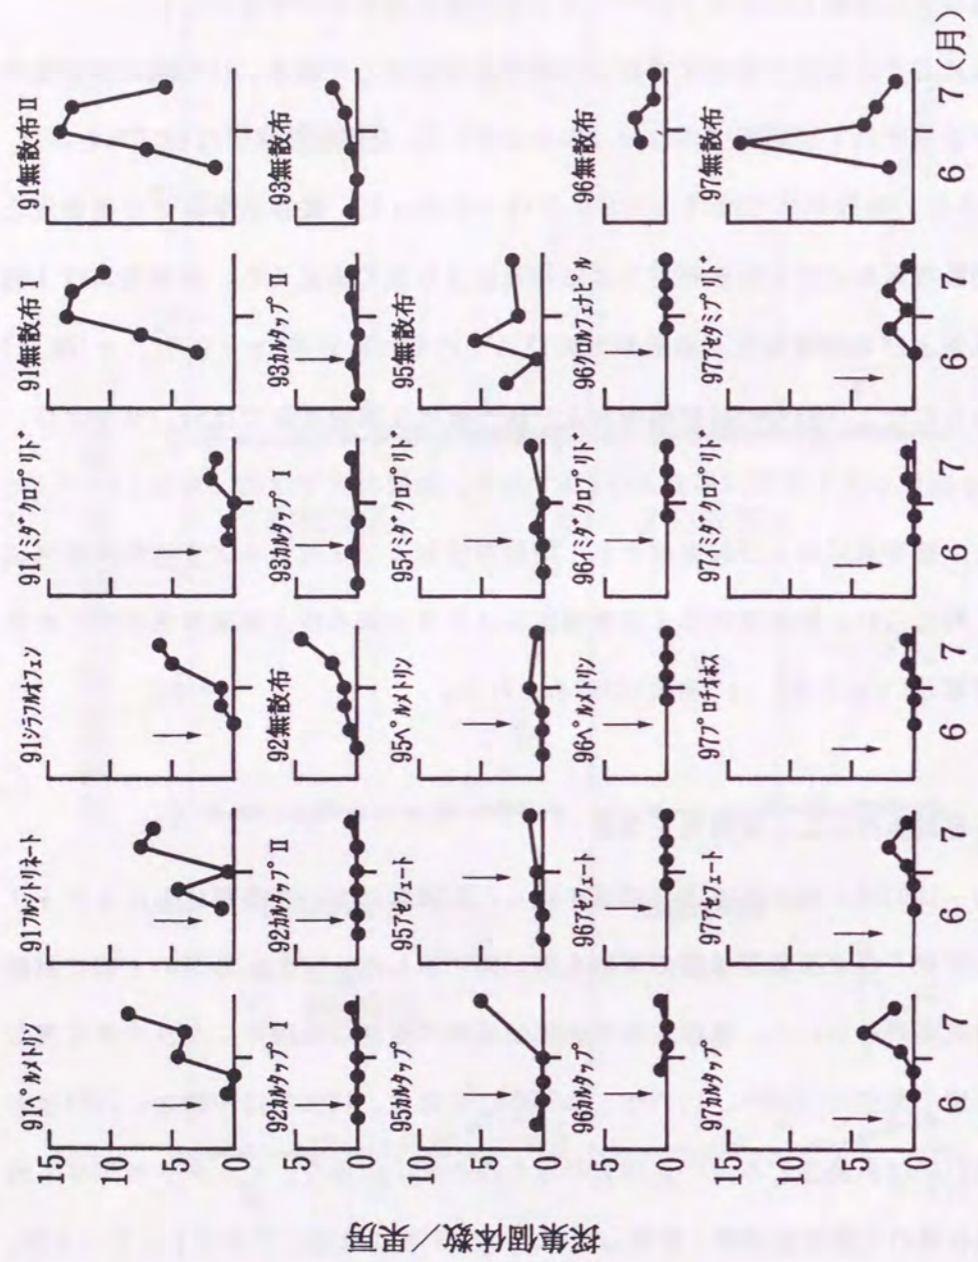 91ﾍﾟﾙﾒﾄﾘﾝ 91ﾌﾙｼﾄﾘﾈｰﾄ 91ｼﾗﾌﾙｵﾌｪﾝ 91ｲﾐﾀﾞｸﾛﾌﾟﾘﾄﾞ 91無散布 I 91無散布 II
15
10
5
0
92ｶﾙﾀｯﾌﾟ I 92ｶﾙﾀｯﾌﾟ II 92無散布 93ｶﾙﾀｯﾌﾟ I 93ｶﾙﾀｯﾌﾟ 93無散布
5
0
95ｶﾙﾀｯﾌﾟ 95ｱｾﾌｪｰﾄ 95ﾍﾟﾙﾒﾄﾘﾝ 95ｲﾐﾀﾞｸﾛﾌﾟﾘﾄﾞ 95無散布
10
5
0
96ｶﾙﾀｯﾌﾟ 96ｱｾﾌｪｰﾄ 96ﾍﾟﾙﾒﾄﾘﾝ 96ｲﾐﾀﾞｸﾛﾌﾟﾘﾄﾞ 96ｸﾛﾙﾌｪﾅﾋﾟﾙ 96無散布
5
0
97ｶﾙﾀｯﾌﾟ 97ｱｾﾌｪｰﾄ 97ﾌﾟﾛﾁｵﾎｽ 97ｲﾐﾀﾞｸﾛﾌﾟﾘﾄﾞ 97ｱｾﾀﾐﾌﾟﾘﾄﾞ 97無散布
15
10
5
0
6 7 6 7 6 7 6 7 6 7 6 7 (月)
採集個体数／果房